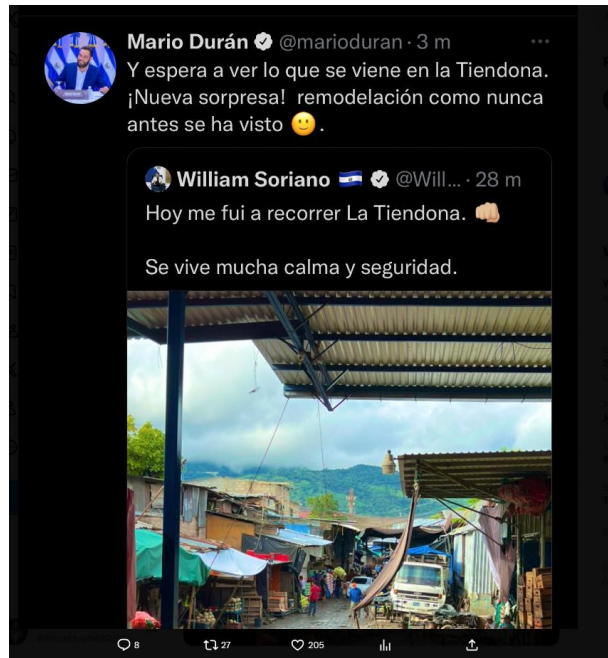 Mario Durán @marioduran · 3 m
Y espera a ver lo que se viene en la Tiendona.
¡Nueva sorpresa! remodelación como nunca
antes se ha visto 🙂.
William Soriano 🇸🇻 @Will... · 28 m
Hoy me fui a recorrer La Tiendona. 👊🏼
Se vive mucha calma y seguridad.
8 27 205